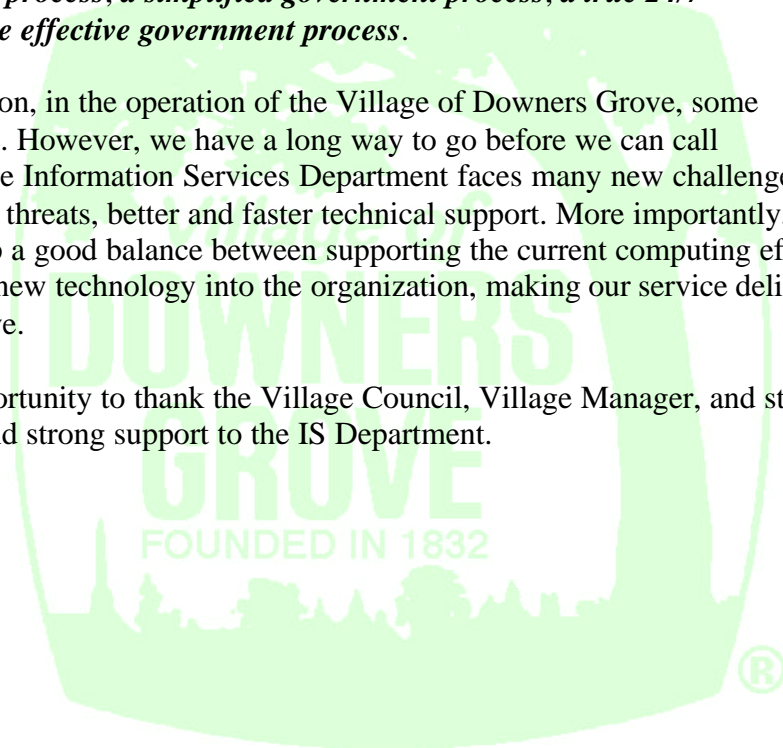 process, a simplified government process, a true 24/7
e effective government process.
on, in the operation of the Village of Downers Grove, some
. However, we have a long way to go before we can call
e Information Services Department faces many new challenge
threats, better and faster technical support. More importantly
o a good balance between supporting the current computing ef
new technology into the organization, making our service deli
ve.
ortunity to thank the Village Council, Village Manager, and st
nd strong support to the IS Department.
Village of
DOWNERS
GROVE
FOUNDED IN 1832
®